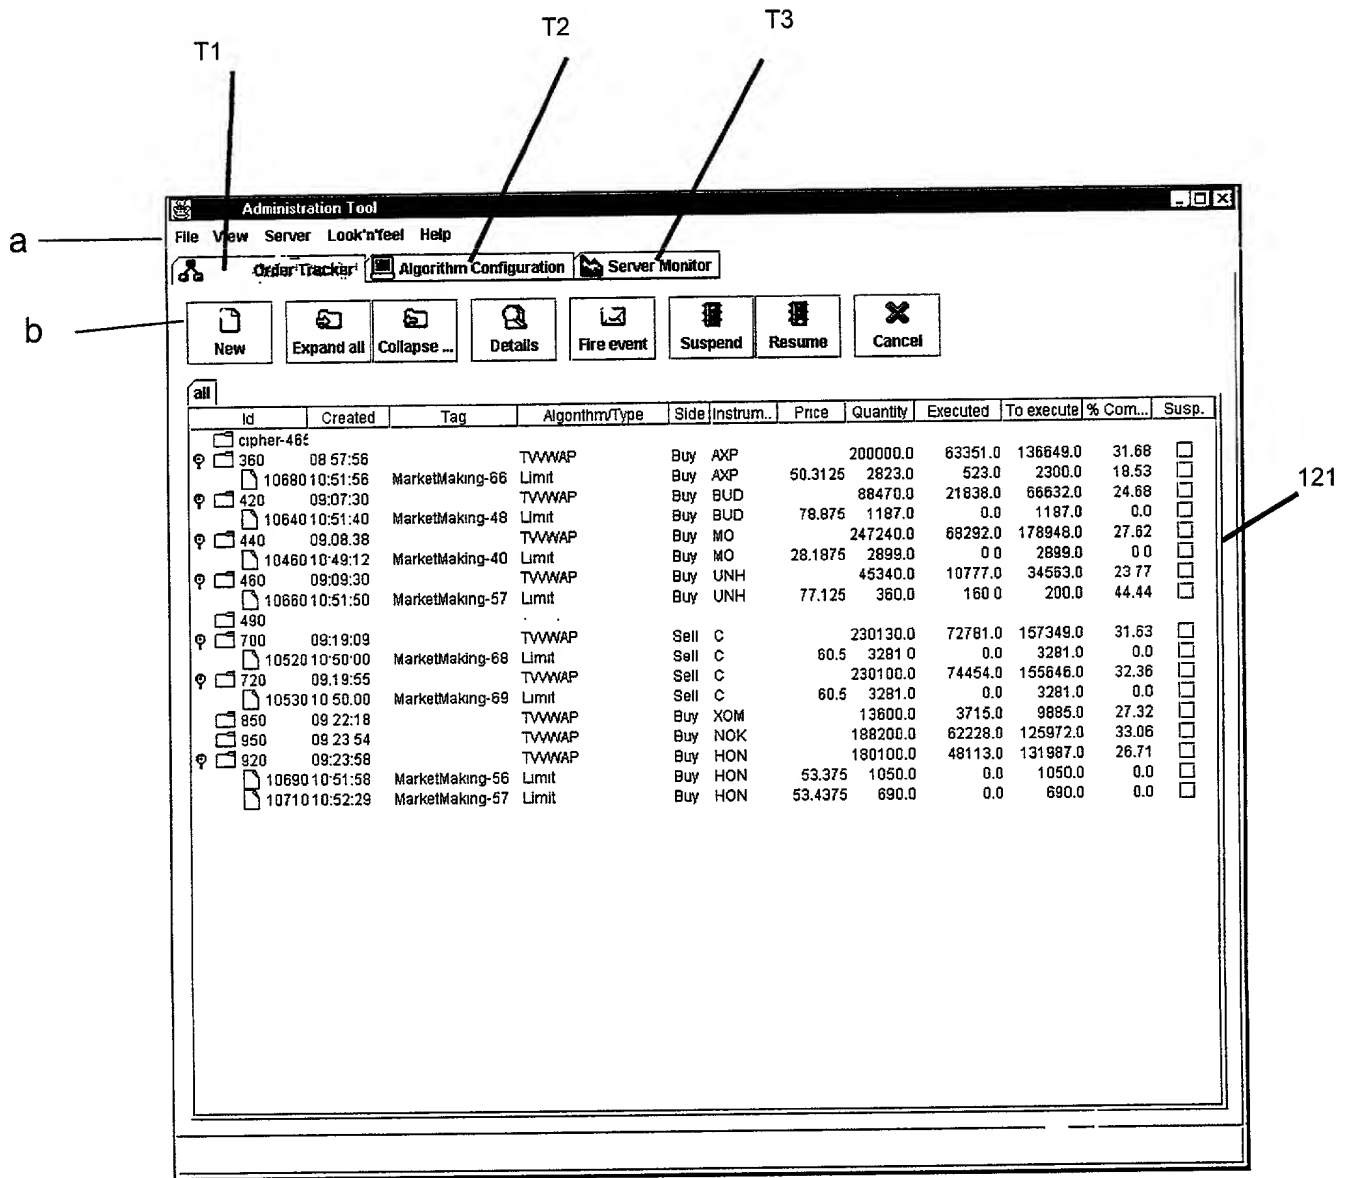 T1
T2
T3
Administration Tool
a
File View Server Look'n'feel Help
Order Tracker Algorithm Configuration Server Monitor
b
New Expand all Collapse ... Details Fire event Suspend Resume Cancel
all
Id Created Tag Algorithm/Type Side Instrum.. Price Quantity Executed To execute % Com... Susp.
cipher-465
360 08 57:56 TVWAP Buy AXP 200000.0 63351.0 136649.0 31.68
10680 10:51:56 MarketMaking-66 Limit Buy AXP 50.3125 2823.0 523.0 2300.0 18.53
420 09:07:30 TVWAP Buy BUD 88470.0 21838.0 66632.0 24.68
10640 10:51:40 MarketMaking-48 Limit Buy BUD 78.875 1187.0 0.0 1187.0 0.0
440 09.08.38 TVWAP Buy MO 247240.0 68292.0 178948.0 27.62
10460 10:49:12 MarketMaking-40 Limit Buy MO 28.1875 2899.0 0 0 2899.0 0 0
460 09:09:30 TVWAP Buy UNH 45340.0 10777.0 34563.0 23 77
10660 10:51:50 MarketMaking-57 Limit Buy UNH 77.125 360.0 160 0 200.0 44.44
490
700 09:19:09 TVWAP Sell C 230130.0 72781.0 157349.0 31.63
10520 10:50:00 MarketMaking-68 Limit Sell C 60.5 3281 0 0.0 3281.0 0.0
720 09.19:55 TVWAP Sell C 230100.0 74454.0 155646.0 32.36
10530 10 50.00 MarketMaking-69 Limit Sell C 60.5 3281.0 0.0 3281.0 0.0
850 09 22:18 TVWAP Buy XOM 13600.0 3715.0 9885.0 27.32
950 09 23 54 TVWAP Buy NOK 188200.0 62228.0 125972.0 33.06
920 09:23:58 TVWAP Buy HON 180100.0 48113.0 131987.0 26.71
10690 10:51:58 MarketMaking-56 Limit Buy HON 53.375 1050.0 0.0 1050.0 0.0
10710 10:52:29 MarketMaking-57 Limit Buy HON 53.4375 690.0 0.0 690.0 0.0
121